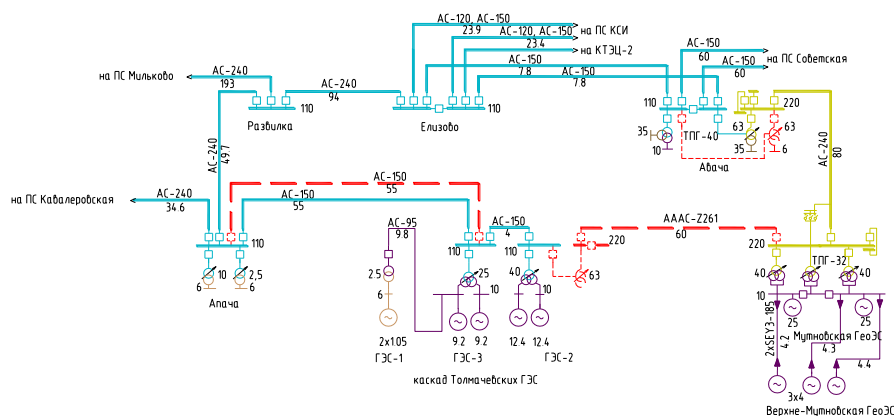 АС-120, АС-150
23.9
на ПС КСИ
АС-120, АС-150
23.4
на КТЭЦ-2
АС-150
7.8
АС-150
7.8
АС-150
60
на ПС Советская
АС-150
60
на ПС Мильково
АС-240
193
АС-240
94
110
Развилка
110
Елизово
110
220
35
10
ТПГ-40
63
35
63
6
Авача
АС-240
49.7
АС-240
80
на ПС Кавалеровская
АС-240
34.6
АС-150
55
АС-150
55
110
10
6
2,5
6
Апача
АС-95
9.8
АС-150
4
110
110
220
АААС-Z261
60
220
2.5
6
25
10
40
10
63
2x1.05
ГЭС-1
9.2
9.2
ГЭС-3
12.4
12.4
ГЭС-2
каскад Толмачевских ГЭС
ТПГ-32
40
40
40
10
25
25
Мутновская ГеоЭС
2xSEY3-185
4.2
4.3
4.4
3x4
Верхне-Мутновская ГеоЭС